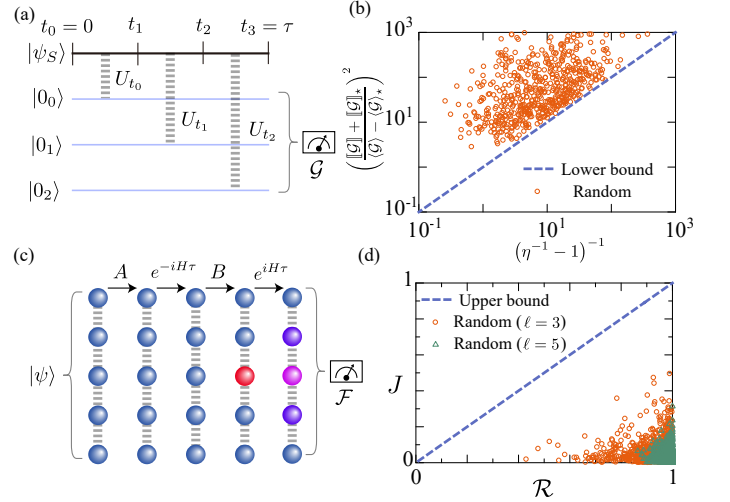 (a)
t₀ = 0 t₁ t₂ t₃ = τ
|ψ_S⟩
U_{t₀}
|0₀⟩
U_{t₁}
U_{t₂}
|0₁⟩
𝒢
|0₂⟩
(b)
10³
10¹
10⁻¹
(⟦𝒢⟧ + ⟦𝒢⟧⋆ / ⟨𝒢⟩ − ⟨𝒢⟩⋆)²
Lower bound
Random
10⁻¹ 10¹ 10³
(η⁻¹ − 1)⁻¹
(c)
A e^{−iHτ} B e^{iHτ}
|ψ⟩
ℱ
(d)
1
Upper bound
Random (ℓ = 3)
Random (ℓ = 5)
J
0
0 1
ℛ